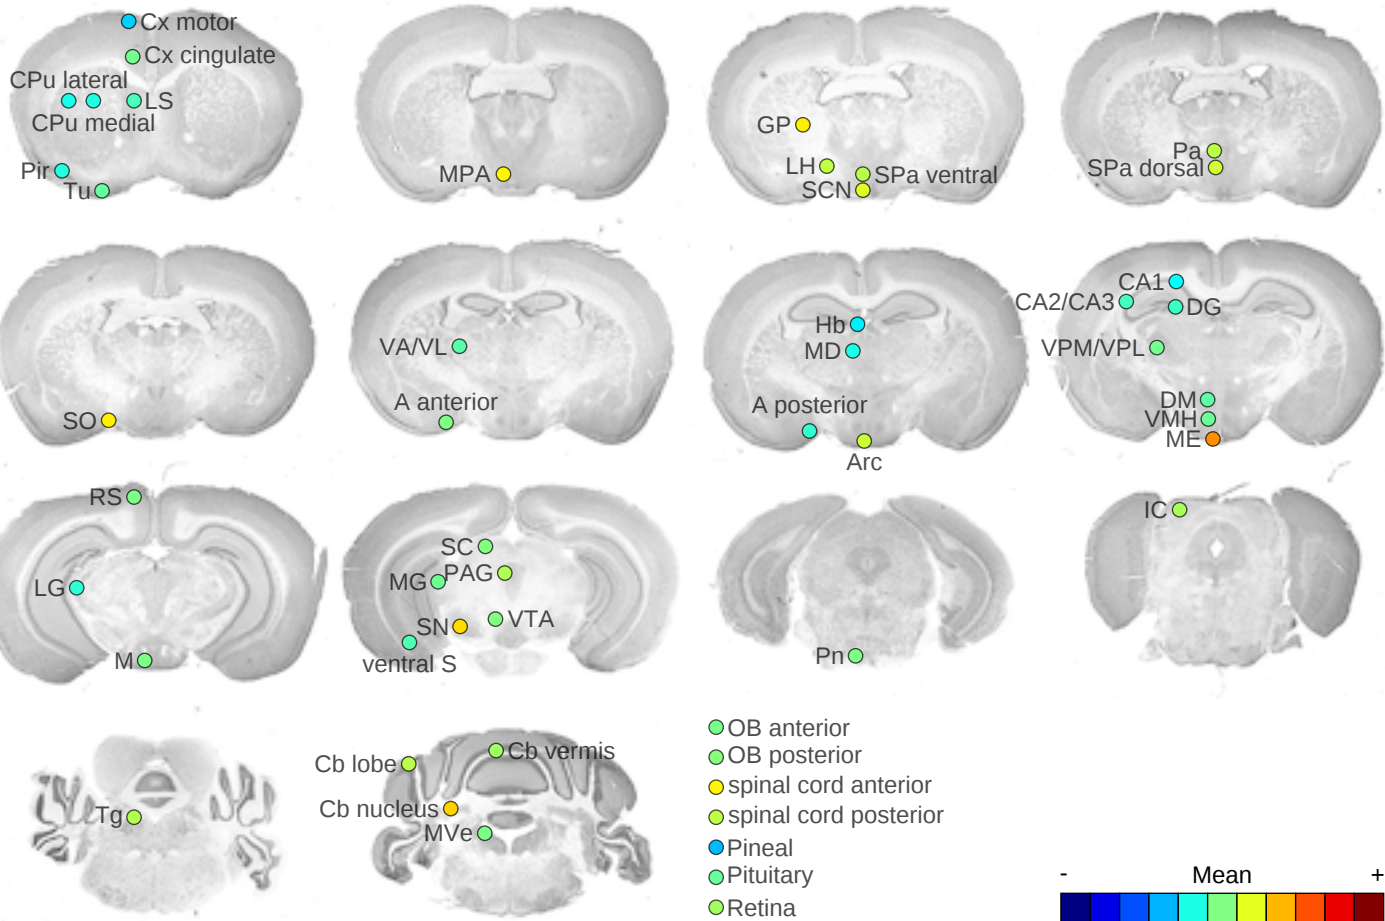 Cx motor
Cx cingulate
CPu lateral
LS
CPu medial
Pir
Tu
MPA
GP
LH
SPa ventral
SCN
Pa
SPa dorsal
SO
VA/VL
A anterior
Hb
MD
A posterior
Arc
CA1
CA2/CA3
DG
VPM/VPL
DM
VMH
ME
RS
LG
M
SC
MG
PAG
SN
VTA
ventral S
Pn
IC
Tg
Cb lobe
Cb vermis
Cb nucleus
MVe
OB anterior
OB posterior
spinal cord anterior
spinal cord posterior
Pineal
Pituitary
Retina
- Mean +